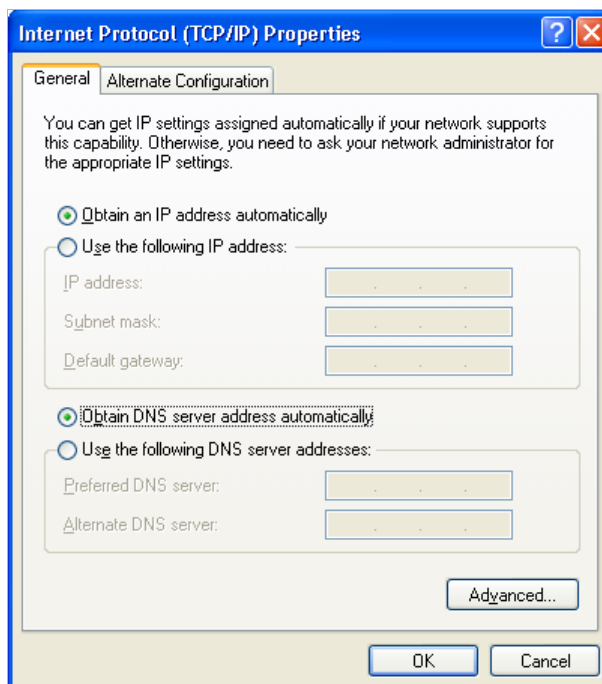 Internet Protocol (TCP/IP) Properties
General
Alternate Configuration
You can get IP settings assigned automatically if your network supports
this capability. Otherwise, you need to ask your network administrator for
the appropriate IP settings.
Obtain an IP address automatically
Use the following IP address:
IP address:
Subnet mask:
Default gateway:
Obtain DNS server address automatically
Use the following DNS server addresses:
Preferred DNS server:
Alternate DNS server:
Advanced...
OK
Cancel